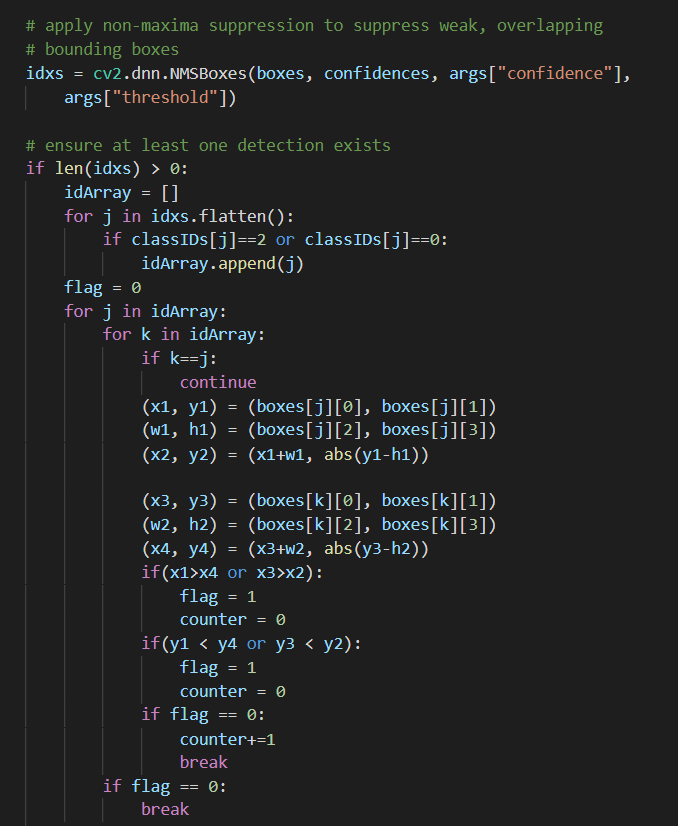 # apply non-maxima suppression to suppress weak, overlapping
# bounding boxes
idxs = cv2.dnn.NMSBoxes(boxes, confidences, args["confidence"],
    args["threshold"])

# ensure at least one detection exists
if len(idxs) > 0:
    idArray = []
    for j in idxs.flatten():
        if classIDs[j]==2 or classIDs[j]==0:
            idArray.append(j)
    flag = 0
    for j in idArray:
        for k in idArray:
            if k==j:
                continue
            (x1, y1) = (boxes[j][0], boxes[j][1])
            (w1, h1) = (boxes[j][2], boxes[j][3])
            (x2, y2) = (x1+w1, abs(y1-h1))

            (x3, y3) = (boxes[k][0], boxes[k][1])
            (w2, h2) = (boxes[k][2], boxes[k][3])
            (x4, y4) = (x3+w2, abs(y3-h2))
            if(x1>x4 or x3>x2):
                flag = 1
                counter = 0
            if(y1 < y4 or y3 < y2):
                flag = 1
                counter = 0
            if flag == 0:
                counter+=1
                break
        if flag == 0:
            break